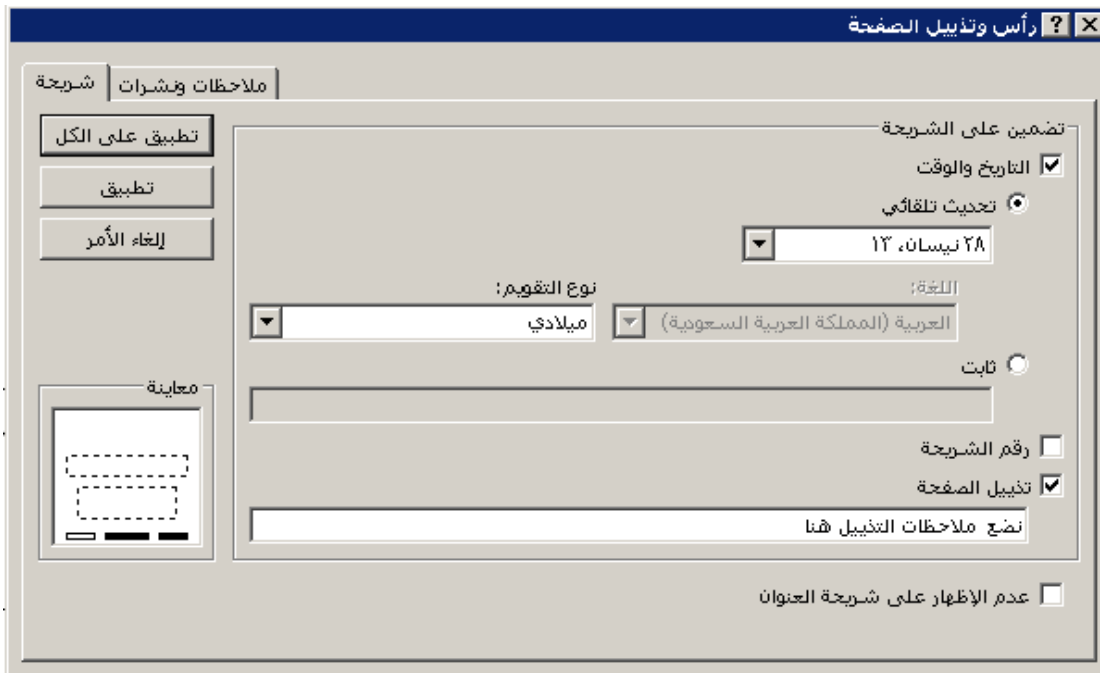 رأس وتذييل الصفحة
شريحة
ملاحظات ونشرات
تضمين على الشريحة
التاريخ والوقت
تحديث تلقائي
٢٨ نيسان، ١٣
اللغة:
نوع التقويم:
العربية (المملكة العربية السعودية)
ميلادي
ثابت
رقم الشريحة
تذييل الصفحة
نضع ملاحظات التذييل هنا
عدم الإظهار على شريحة العنوان
تطبيق على الكل
تطبيق
إلغاء الأمر
معاينة